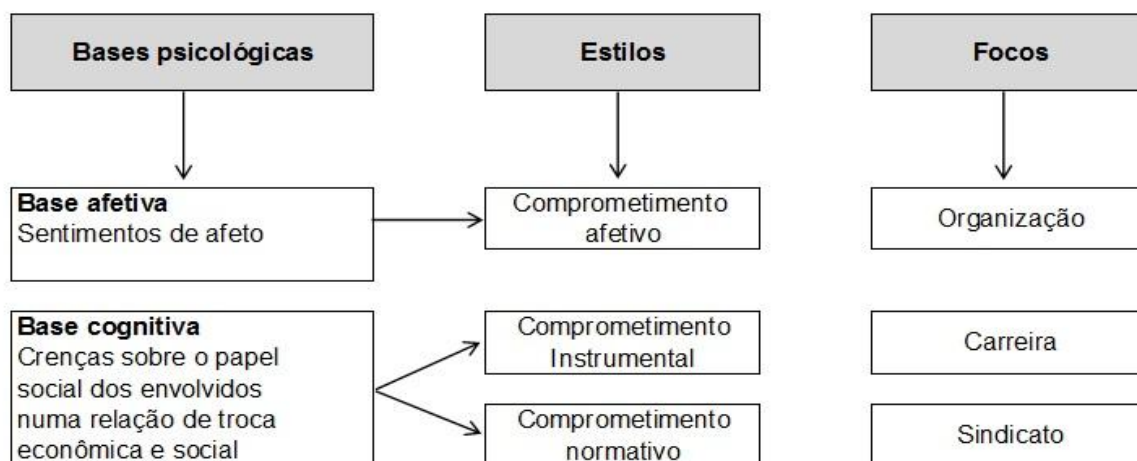 Bases psicológicas
Estilos
Focos
Base afetiva
Sentimentos de afeto
Comprometimento
afetivo
Organização
Base cognitiva
Crenças sobre o papel
social dos envolvidos
numa relação de troca
econômica e social
Comprometimento
Instrumental
Carreira
Comprometimento
normativo
Sindicato